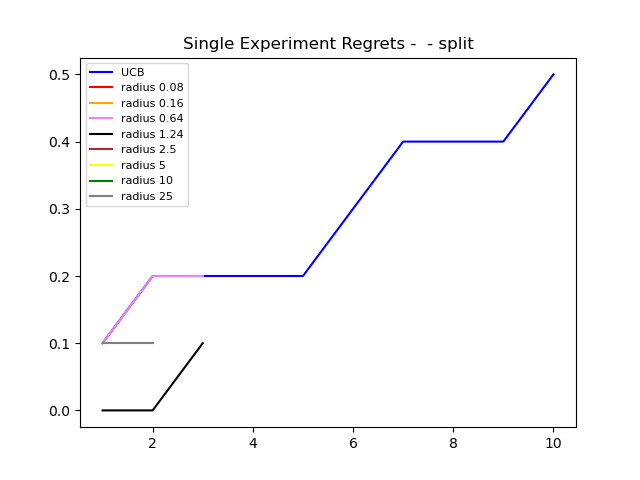 Single Experiment Regrets -  - split
UCB
radius 0.08
radius 0.16
radius 0.64
radius 1.24
radius 2.5
radius 5
radius 10
radius 25
0.5
0.4
0.3
0.2
0.1
0.0
2 4 6 8 10